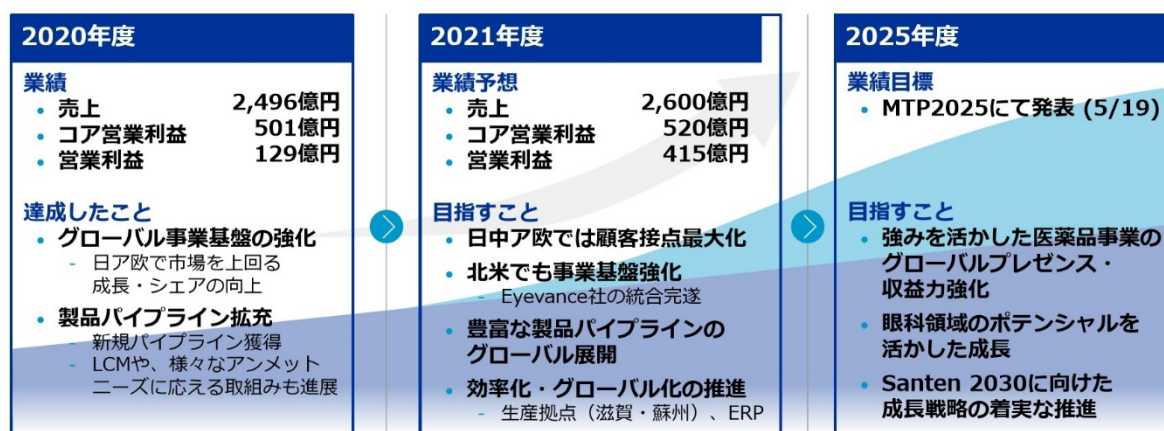 2020年度
業績
• 売上 2,496億円
• コア営業利益 501億円
• 営業利益 129億円
達成したこと
• グローバル事業基盤の強化
- 日ア欧で市場を上回る
成長・シェアの向上
• 製品パイプライン拡充
- 新規パイプライン獲得
- LCMや、様々なアンメット
ニーズに応える取組みも進展
2021年度
業績予想
• 売上 2,600億円
• コア営業利益 520億円
• 営業利益 415億円
目指すこと
• 日中ア欧では顧客接点最大化
• 北米でも事業基盤強化
- Eyevance社の統合完遂
• 豊富な製品パイプラインの
グローバル展開
• 効率化・グローバル化の推進
- 生産拠点（滋賀・蘇州）、ERP
2025年度
業績目標
• MTP2025にて発表 (5/19)
目指すこと
• 強みを活かした医薬品事業の
グローバルプレゼンス・
収益力強化
• 眼科領域のポテンシャルを
活かした成長
• Santen 2030に向けた
成長戦略の着実な推進